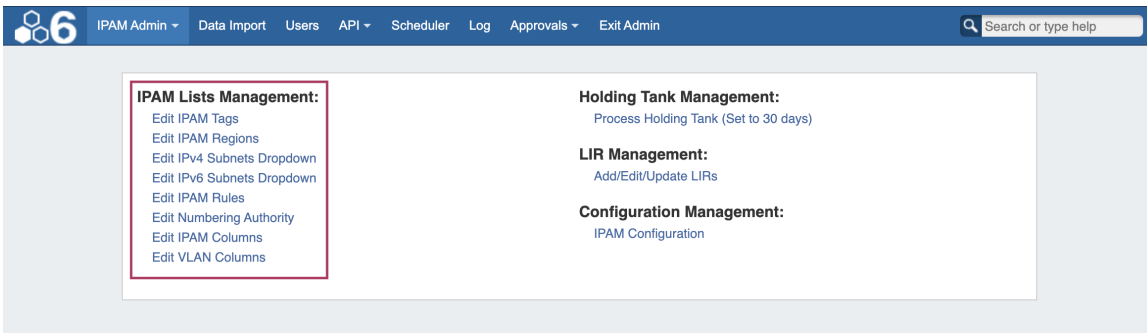 6 IPAM Admin Data Import Users API Scheduler Log Approvals Exit Admin Search or type help
IPAM Lists Management:
Edit IPAM Tags
Edit IPAM Regions
Edit IPv4 Subnets Dropdown
Edit IPv6 Subnets Dropdown
Edit IPAM Rules
Edit Numbering Authority
Edit IPAM Columns
Edit VLAN Columns
Holding Tank Management:
Process Holding Tank (Set to 30 days)
LIR Management:
Add/Edit/Update LIRs
Configuration Management:
IPAM Configuration